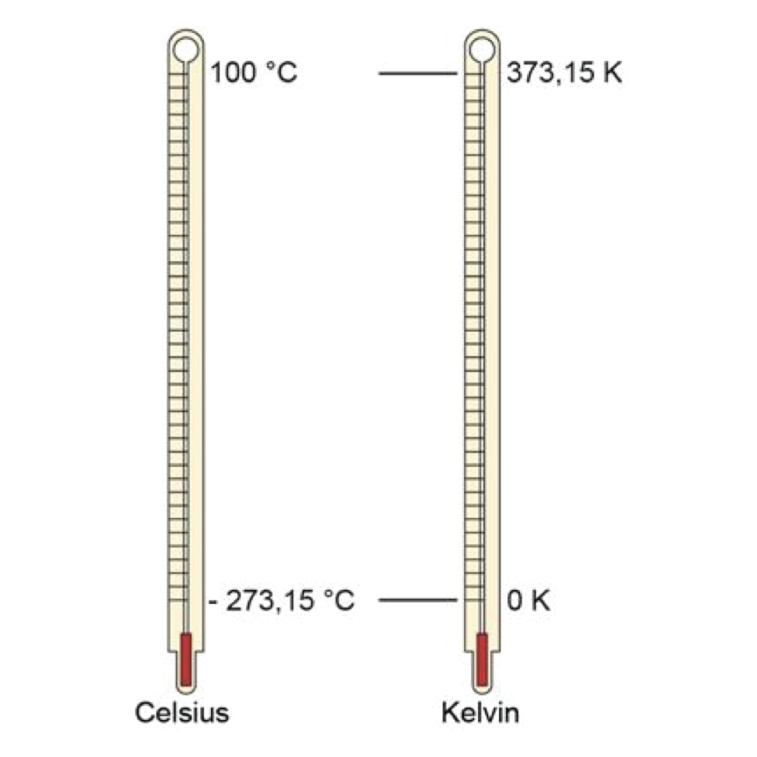 100 °C
373,15 K
- 273,15 °C
0 K
Celsius
Kelvin